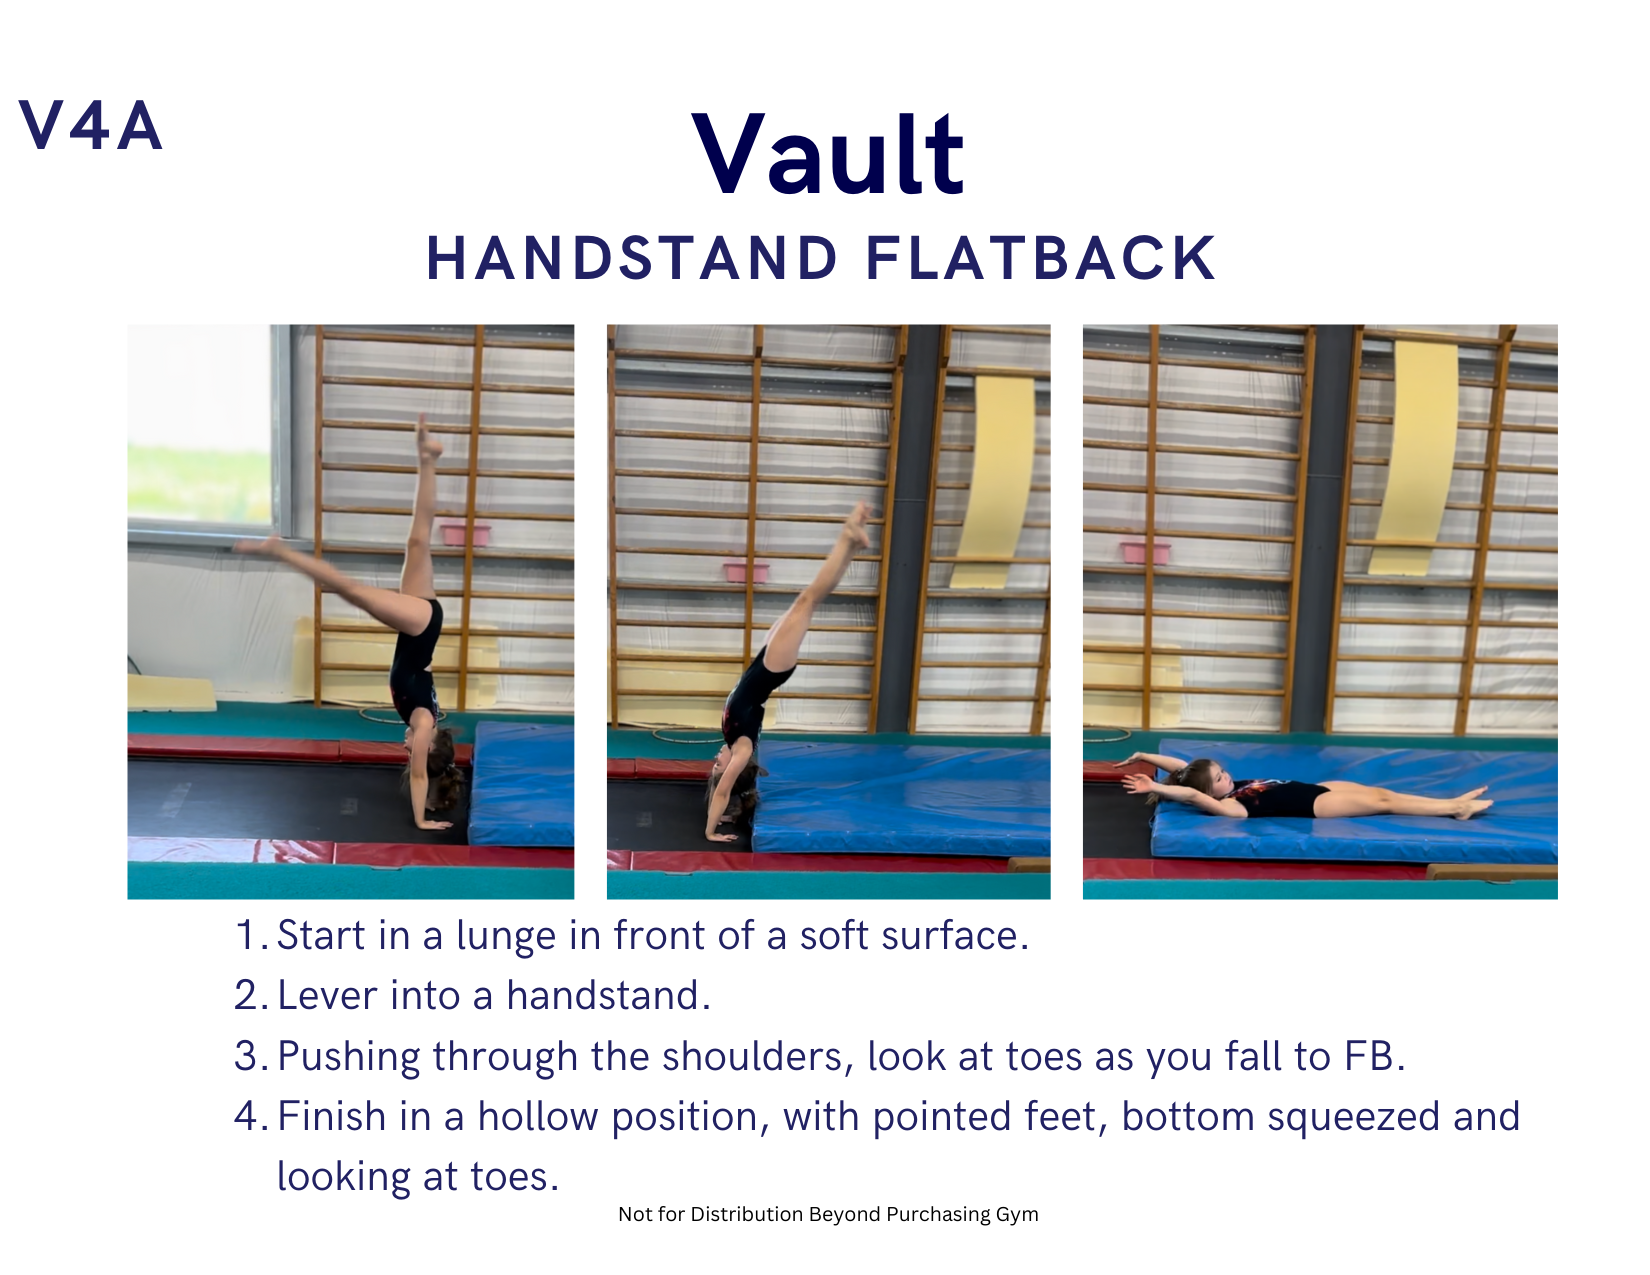 V4A
Vault
HANDSTAND FLATBACK
1. Start in a lunge in front of a soft surface.
2. Lever into a handstand.
3. Pushing through the shoulders, look at toes as you fall to FB.
4. Finish in a hollow position, with pointed feet, bottom squeezed and
looking at toes.
Not for Distribution Beyond Purchasing Gym